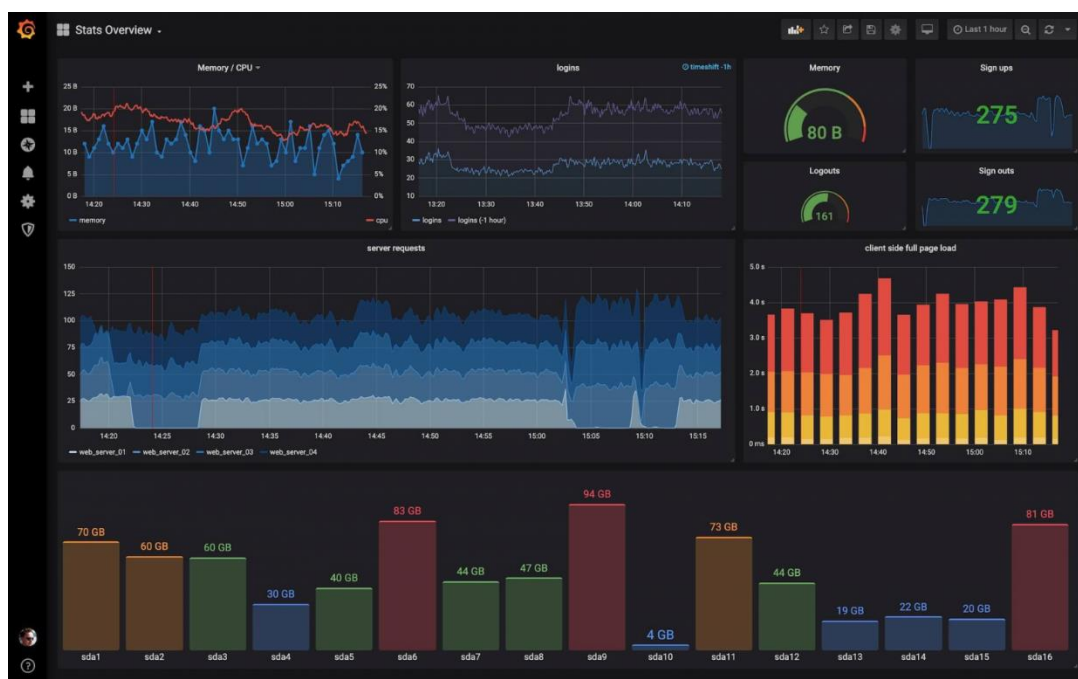 Stats Overview
Last 1 hour
Memory / CPU
25 B
20 B
15 B
10 B
5 B
0 B
25%
20%
15%
10%
5%
0%
14:20 14:30 14:40 14:50 15:00 15:10
memory
cpu
logins
timeshift -1h
70
60
50
40
30
20
10
13:20 13:30 13:40 13:50 14:00 14:10
logins logins (-1 hour)
Memory
80 B
Sign ups
275
Logouts
161
Sign outs
279
server requests
150
125
100
75
50
25
0
14:20 14:25 14:30 14:35 14:40 14:45 14:50 14:55 15:00 15:05 15:10 15:15
web_server_01 web_server_02 web_server_03 web_server_04
client side full page load
5.0 s
4.0 s
3.0 s
2.0 s
1.0 s
0 ms
14:20 14:30 14:40 14:50 15:00 15:10
70 GB 60 GB 60 GB 30 GB 40 GB 83 GB 44 GB 47 GB 94 GB 4 GB 73 GB 44 GB 19 GB 22 GB 20 GB 81 GB
sda1 sda2 sda3 sda4 sda5 sda6 sda7 sda8 sda9 sda10 sda11 sda12 sda13 sda14 sda15 sda16